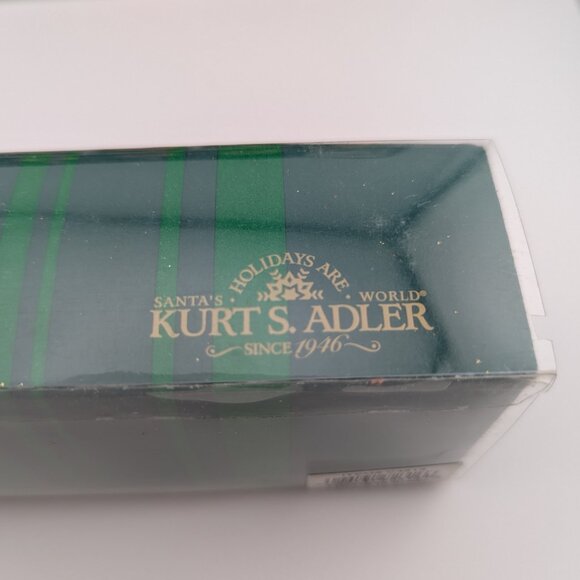 HOLIDAYS ARE
SANTA'S WORLD®
KURT S. ADLER
SINCE 1946